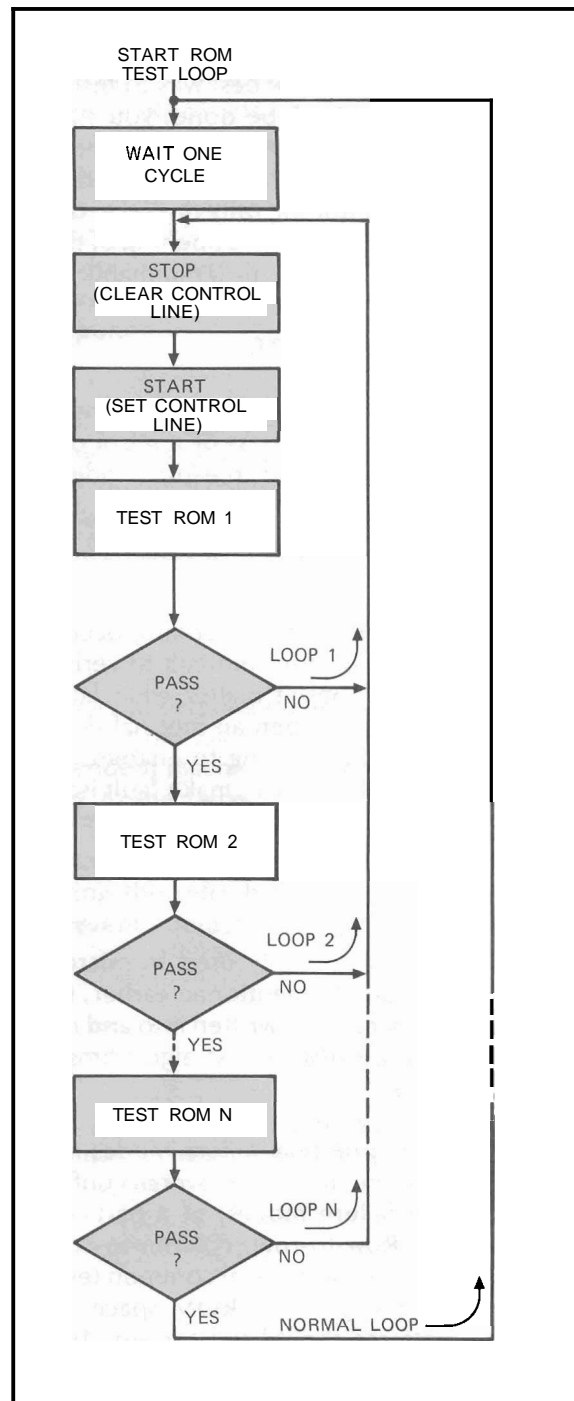 START ROM
TEST LOOP
WAIT ONE
CYCLE
STOP
(CLEAR CONTROL
LINE)
START
(SET CONTROL
LINE)
TEST ROM 1
LOOP 1
PASS
?
NO
YES
TEST ROM 2
LOOP 2
PASS
?
NO
YES
TEST ROM N
LOOP N
PASS
?
NO
YES
NORMAL LOOP